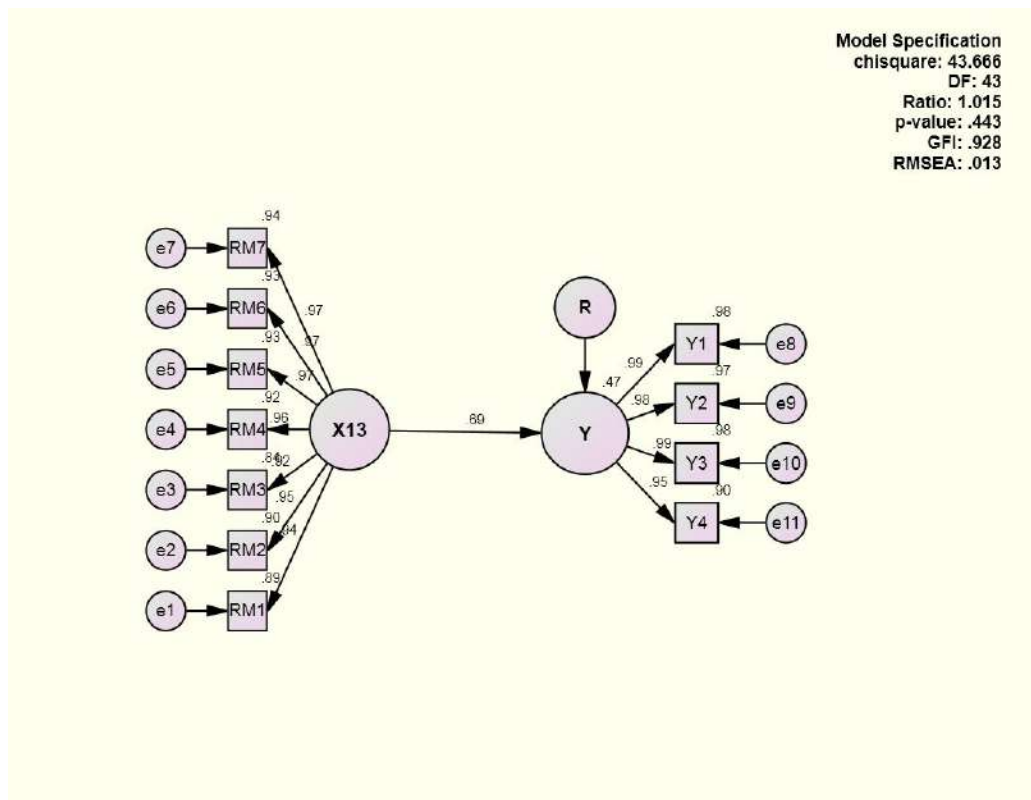 Model Specification
chisquare: 43.666
DF: 43
Ratio: 1.015
p-value: .443
GFI: .928
RMSEA: .013
.94
e7 RM7
.93
e6 RM6 .97
.97
.93
e5 RM5 .97
.92
e4 RM4 .96
X13
.84 .92
e3 RM3
.95
.90
e2 RM2 .94
.89
e1 RM1
.69
R
.47
Y
.98
.99 Y1 e8
.97
.98 Y2 e9
.98
.99 Y3 e10
.90
.95 Y4 e11